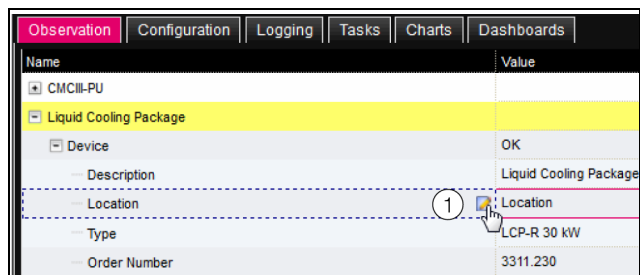 Observation Configuration Logging Tasks Charts Dashboards
Name Value
CMCIII-PU
Liquid Cooling Package
Device OK
Description Liquid Cooling Package
Location 1 Location
Type LCP-R 30 kW
Order Number 3311.230